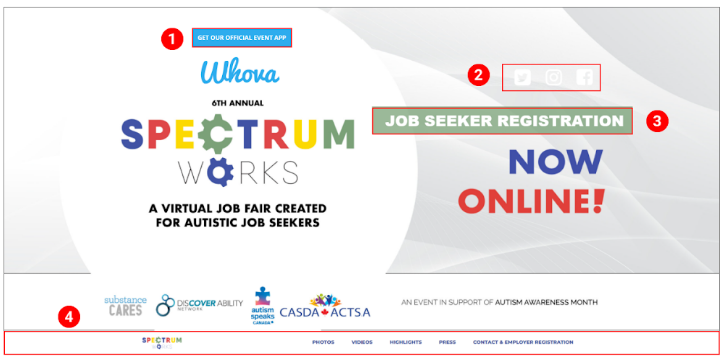 1
GET OUR OFFICIAL EVENT APP
Whova
6TH ANNUAL
SPECTRUM
WORKS
A VIRTUAL JOB FAIR CREATED
FOR AUTISTIC JOB SEEKERS
2
3
JOB SEEKER REGISTRATION
NOW
ONLINE!
substance
CARES
DISCOVER ABILITY
NETWORK
autism
speaks
CANADA
CASDA ACTSA
AN EVENT IN SUPPORT OF AUTISM AWARENESS MONTH
4
SPECTRUM
WORKS
PHOTOS VIDEOS HIGHLIGHTS PRESS CONTACT & EMPLOYER REGISTRATION